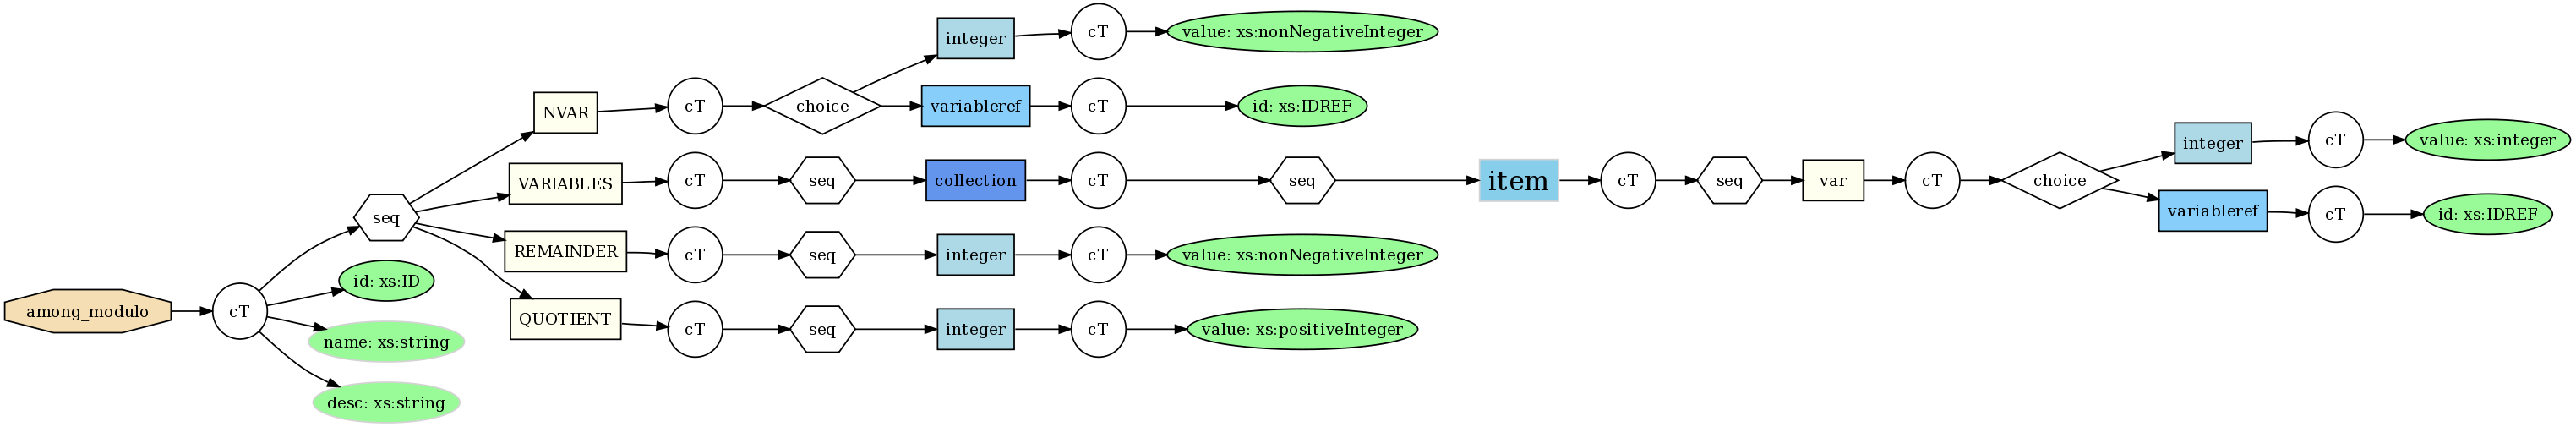 among_modulo
cT
seq
id: xs:ID
name: xs:string
desc: xs:string
NVAR
cT
choice
integer
cT
value: xs:nonNegativeInteger
variableref
cT
id: xs:IDREF
VARIABLES
cT
seq
collection
cT
seq
item
cT
seq
var
cT
choice
integer
cT
value: xs:integer
variableref
cT
id: xs:IDREF
REMAINDER
cT
seq
integer
cT
value: xs:nonNegativeInteger
QUOTIENT
cT
seq
integer
cT
value: xs:positiveInteger